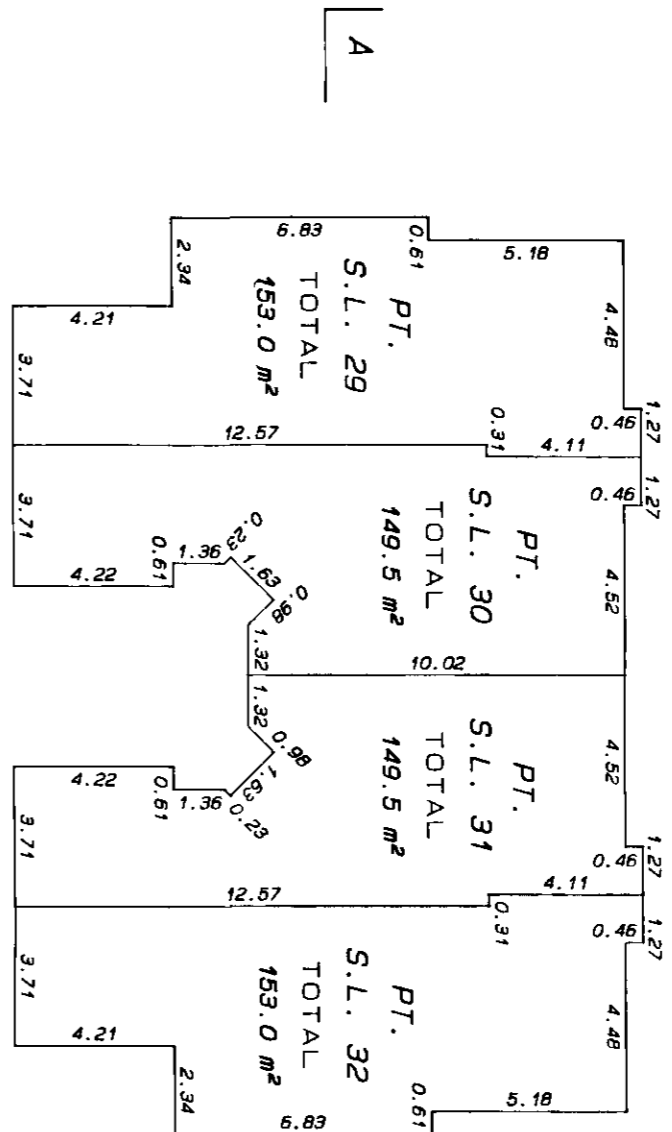 A
6.83
0.61
5.18
2.34
4.21
3.71
4.48
1.27
0.46
PT.
S.L. 29
TOTAL
153.0 m²
12.57
0.31
4.11
1.27
0.46
3.71
4.22
0.61
1.36
0.23
1.63
0.98
1.32
PT.
S.L. 30
TOTAL
149.5 m²
4.52
10.02
1.32
0.98
1.63
0.23
1.36
0.61
4.22
3.71
PT.
S.L. 31
TOTAL
149.5 m²
4.52
1.27
0.46
4.11
12.57
0.31
1.27
0.46
3.71
4.21
2.34
PT.
S.L. 32
TOTAL
153.0 m²
4.48
5.18
0.61
6.83